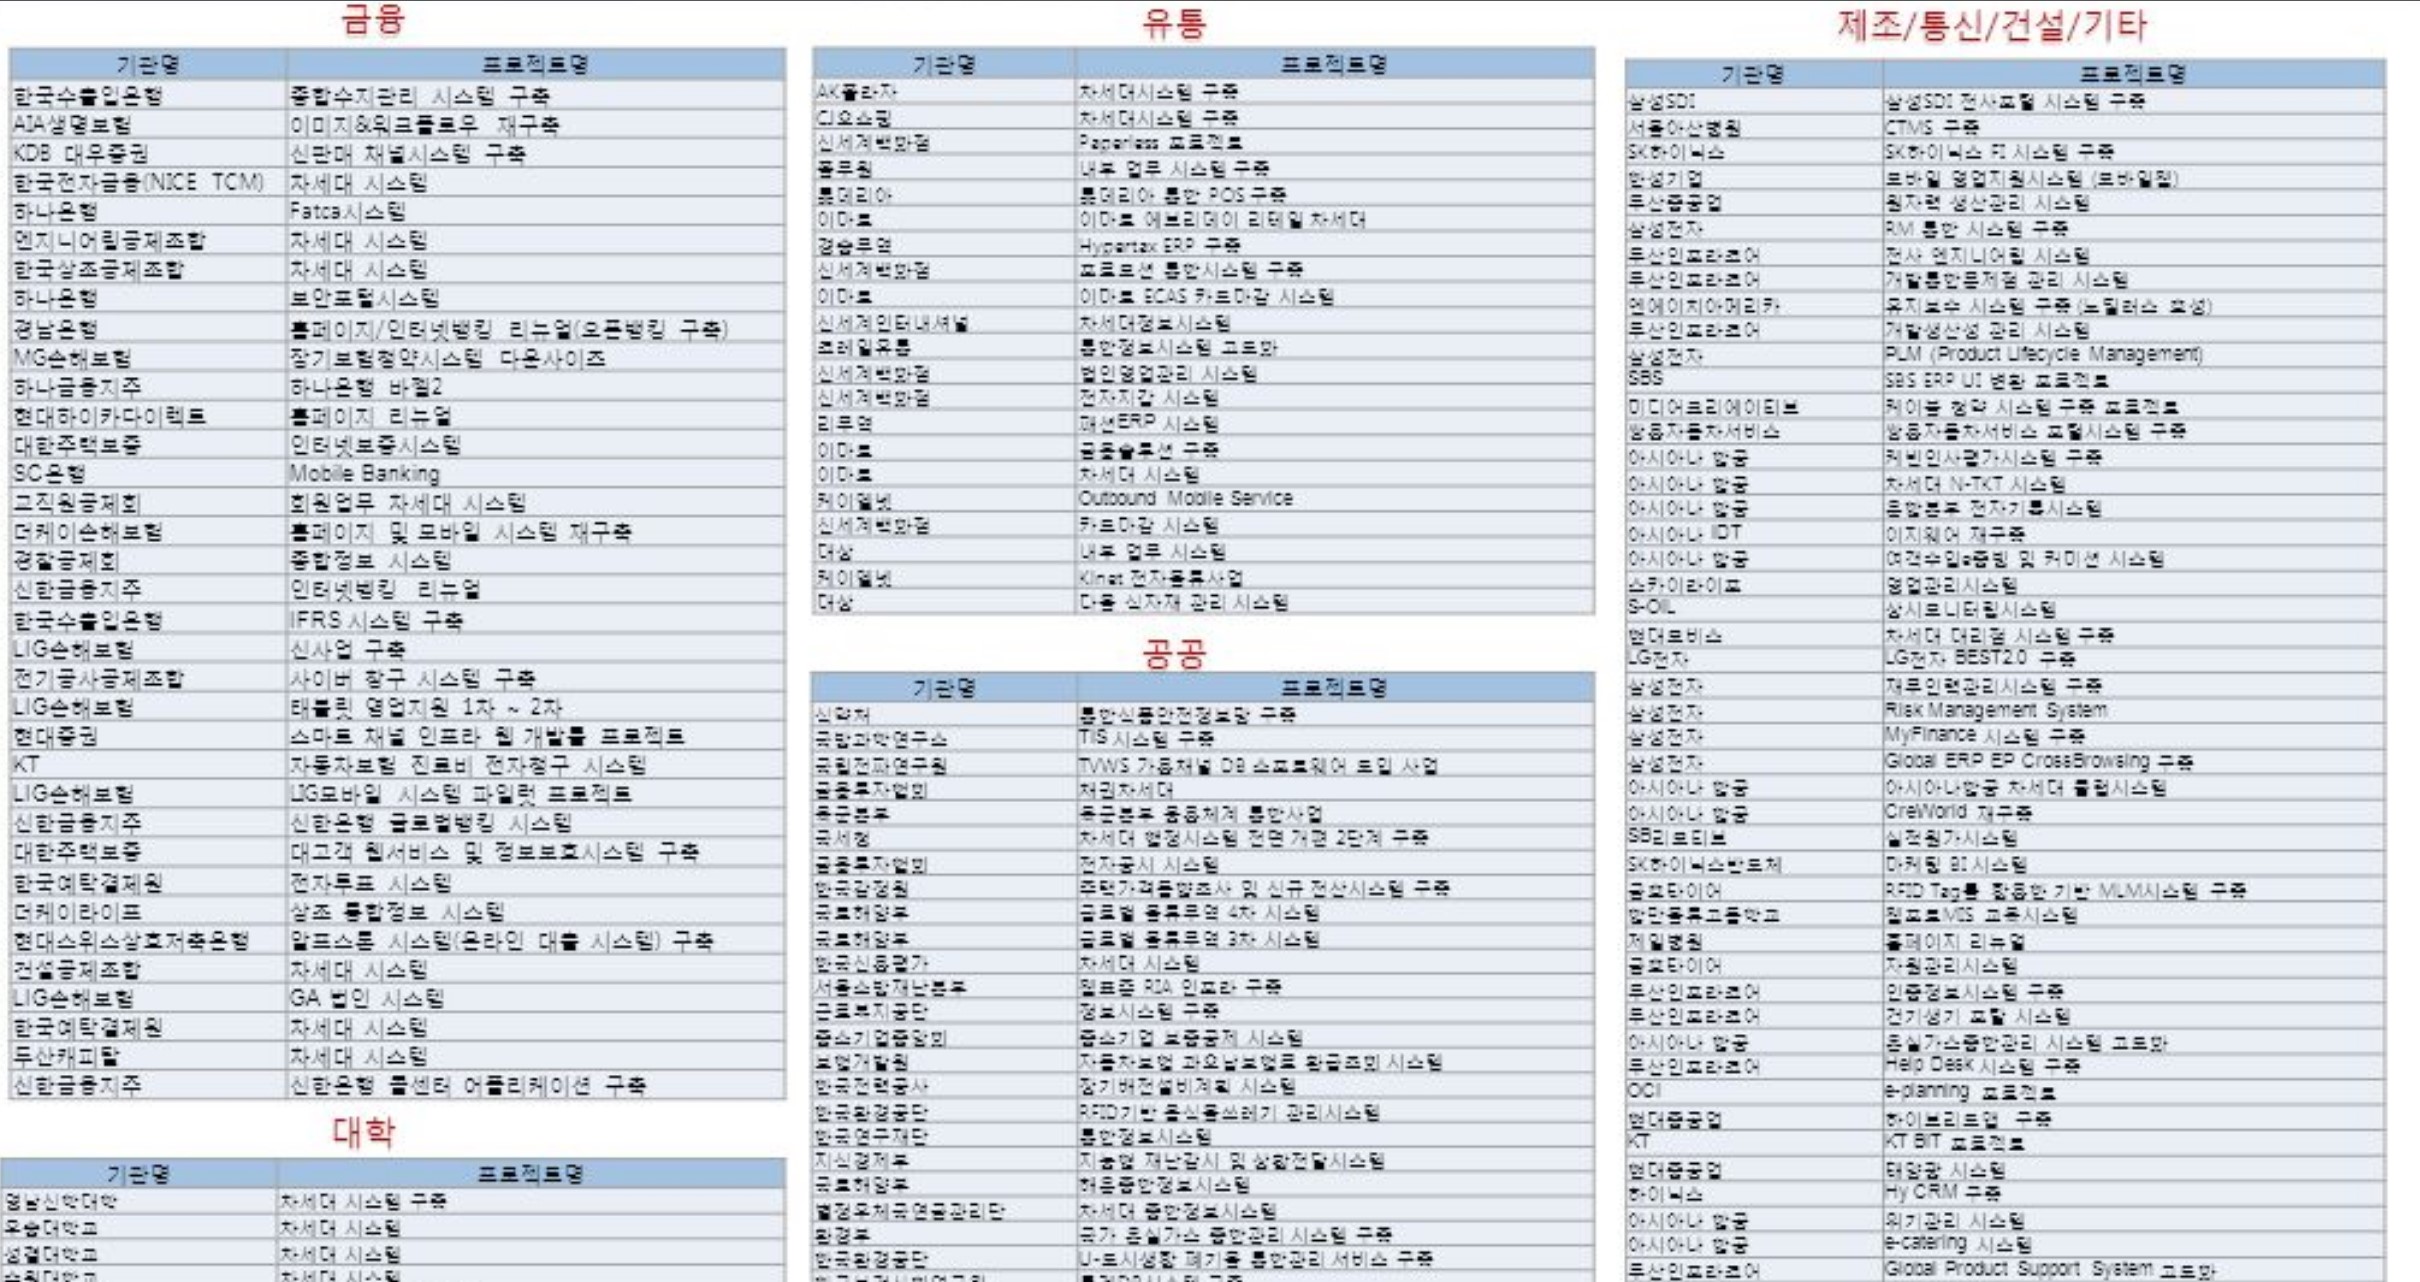 금융
기관명 프로젝트명
한국수출입은행 종합수지관리 시스템 구축
AIA생명보험 이미지&워크플로우 재구축
KDB 대우증권 신판매 채널시스템 구축
한국전자금융(NICE TCM) 차세대 시스템
하나은행 Fatca시스템
엔지니어링공제조합 차세대 시스템
한국상조공제조합 차세대 시스템
하나은행 보안포털시스템
경남은행 홈페이지/인터넷뱅킹 리뉴얼(오픈뱅킹 구축)
MG손해보험 장기보험청약시스템 다운사이즈
하나금융지주 하나은행 바젤2
현대하이카다이렉트 홈페이지 리뉴얼
대한주택보증 인터넷보증시스템
SC은행 Mobile Banking
교직원공제회 회원업무 차세대 시스템
더케이손해보험 홈페이지 및 모바일 시스템 재구축
경찰공제회 종합정보 시스템
신한금융지주 인터넷뱅킹 리뉴얼
한국수출입은행 IFRS시스템 구축
LIG손해보험 신사업 구축
전기공사공제조합 사이버 창구 시스템 구축
LIG손해보험 태블릿 영업지원 1차 ~ 2차
현대증권 스마트 채널 인프라 웹 개발툴 프로젝트
KT 자동차보험 진료비 전자청구 시스템
LIG손해보험 LIG모바일 시스템 파일럿 프로젝트
신한금융지주 신한은행 글로벌뱅킹 시스템
대한주택보증 대고객 웹서비스 및 정보보호시스템 구축
한국예탁결제원 전자투표 시스템
더케이라이프 상조 통합정보 시스템
현대스위스상호저축은행 알프스론 시스템(온라인 대출 시스템) 구축
건설공제조합 차세대 시스템
LIG손해보험 GA 법인 시스템
한국예탁결제원 차세대 시스템
두산캐피탈 차세대 시스템
신한금융지주 신한은행 콜센터 어플리케이션 구축
대학
기관명 프로젝트명
영남신학대학 차세대 시스템 구축
우송대학교 차세대 시스템
성결대학교 차세대 시스템
차세대 시스템
유통
기관명 프로젝트명
AK플라자 차세대시스템 구축
CJ오쇼핑 차세대시스템 구축
신세계백화점 Paperless 프로젝트
풀무원 내부 업무 시스템 구축
롯데리아 롯데리아 통합 POS 구축
이마트 이마트 에브리데이 리테일 차세대
경승무역 Hypertax ERP 구축
신세계백화점 프로모션 통합시스템 구축
이마트 이마트 ECAS 카드마감 시스템
신세계인터내셔널 차세대정보시스템
코레일유통 통합정보시스템 고도화
신세계백화점 법인영업관리 시스템
신세계백화점 전자지갑 시스템
리무역 패션ERP 시스템
이마트 금융솔루션 구축
이마트 차세대 시스템
케이엘넷 Outbound Mobile Service
신세계백화점 카드마감 시스템
대상 내부 업무 시스템
케이엘넷 Klnet 전자물류사업
대상 다물 식자재 관리 시스템
공공
기관명 프로젝트명
식약처 통합식품안전정보망 구축
국방과학연구소 TIS 시스템 구축
국립전파연구원 TVWS 가용채널 DB 소프트웨어 도입 사업
금융투자협회 채권차세대
육군본부 육군본부 응용체계 통합사업
국세청 차세대 행정시스템 전면 개편 2단계 구축
금융투자협회 전자공시 시스템
한국감정원 주택가격동향조사 및 신규 전산시스템 구축
국토해양부 글로벌 물류무역 4차 시스템
국토해양부 글로벌 물류무역 3차 시스템
한국신용평가 차세대 시스템
서울소방재난본부 웹표준 RIA 인프라 구축
근로복지공단 정보시스템 구축
중소기업중앙회 중소기업 보증공제 시스템
보험개발원 자동차보험 과오납보험료 환급조회 시스템
한국전력공사 장기배전설비계획 시스템
한국환경공단 RFID기반 음식물쓰레기 관리시스템
한국연구재단 통합정보시스템
지식경제부 지능형 재난감시 및 상황전달시스템
국토해양부 해운종합정보시스템
별정우체국연금관리단 차세대 종합정보시스템
환경부 국가 온실가스 종합관리 시스템 구축
한국환경공단 U-도시생활 폐기물 통합관리 서비스 구축
제조/통신/건설/기타
기관명 프로젝트명
삼성SDI 삼성SDI 전사포털 시스템 구축
서울아산병원 CTMS 구축
SK하이닉스 SK하이닉스 FI 시스템 구축
한성기업 모바일 영업지원시스템 (모바일웹)
두산중공업 원자력 생산관리 시스템
삼성전자 RM 통합 시스템 구축
두산인프라코어 전사 엔지니어링 시스템
두산인프라코어 개발통합문제점 관리 시스템
엔에이치아메리카 유지보수 시스템 구축 (노틸러스 효성)
두산인프라코어 개발생산성 관리 시스템
삼성전자 PLM (Product Lifecycle Management)
SBS SBS ERP UI 변환 프로젝트
미디어크리에이티브 케이블 청약 시스템 구축 프로젝트
쌍용자동차서비스 쌍용자동차서비스 포털시스템 구축
아시아나 항공 캐빈인사평가시스템 구축
아시아나 항공 차세대 N-TKT 시스템
아시아나 항공 운항본부 전자기록시스템
아시아나 IDT 이지웨어 재구축
아시아나 항공 여객수입e증빙 및 커미션 시스템
스카이라이프 영업관리시스템
S-OIL 상시모니터링시스템
현대모비스 차세대 대리점 시스템 구축
LG전자 LG전자 BEST2.0 구축
삼성전자 재무인력관리시스템 구축
삼성전자 Risk Management System
삼성전자 MyFinance 시스템 구축
삼성전자 Global ERP EP CrossBrowsing 구축
아시아나 항공 아시아나항공 차세대 클럽시스템
아시아나 항공 CreWorld 재구축
SB리모티브 실적원가시스템
SK하이닉스반도체 마케팅 BI 시스템
금호타이어 RFID Tag를 활용한 기반 MLM시스템 구축
항만물류고등학교 웹프로MIS 교육시스템
제일병원 홈페이지 리뉴얼
금호타이어 자원관리시스템
두산인프라코어 인증정보시스템 구축
두산인프라코어 건기생기 포탈 시스템
아시아나 항공 온실가스종합관리 시스템 고도화
두산인프라코어 Help Desk 시스템 구축
OCI e-planning 프로젝트
현대중공업 하이브리드앱 구축
KT KT BIT 프로젝트
현대중공업 태양광 시스템
하이닉스 Hy CRM 구축
아시아나 항공 위기관리 시스템
아시아나 항공 e-catering 시스템
두산인프라코어 Global Product Support System 고도화